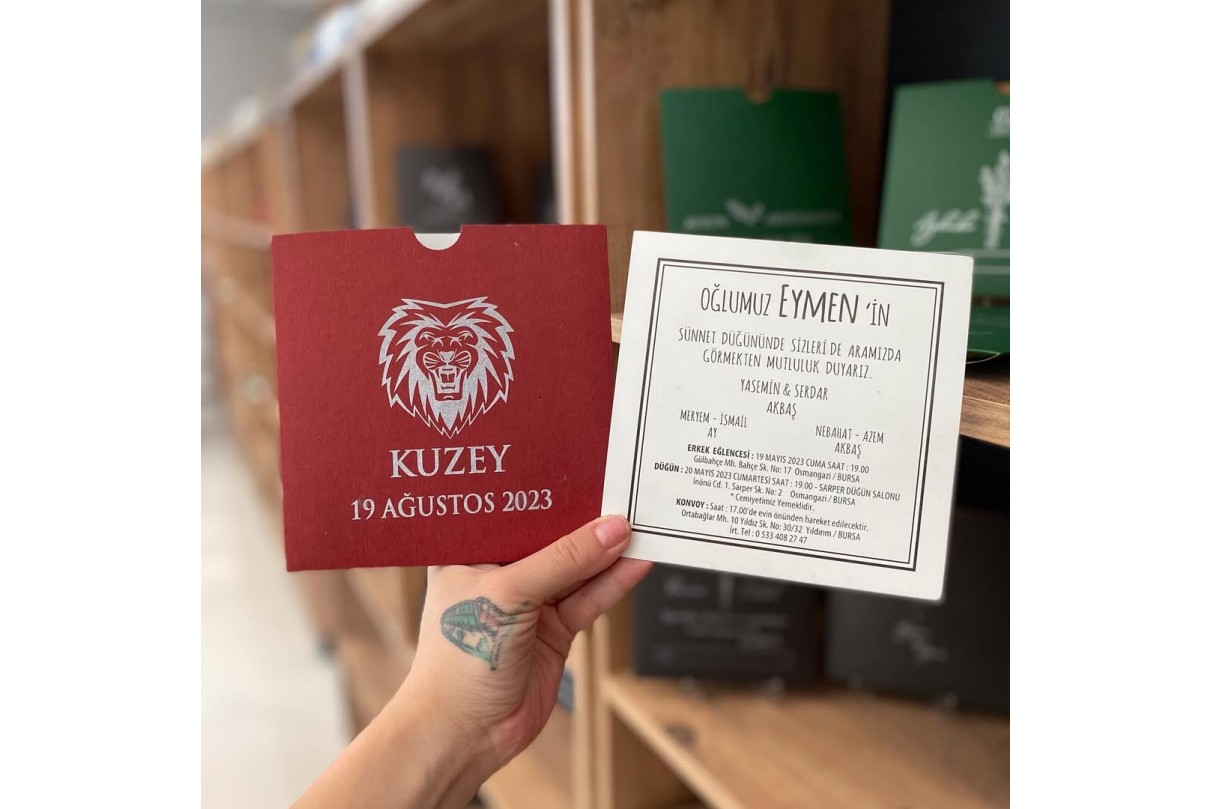 KUZEY
19 AĞUSTOS 2023
OĞLUMUZ EYMEN 'İN
SÜNNET DÜĞÜNÜNDE SİZLERİ DE ARAMIZDA
GÖRMEKTEN MUTLULUK DUYARIZ.
YASEMİN & SERDAR
AKBAŞ
MERYEM - İSMAİL
AY
NEBAHAT - AZEM
AKBAŞ
ERKEK EĞLENCESİ : 19 MAYIS 2023 CUMA SAAT : 19.00
Gülbahçe Mh. Bahçe Sk. No: 17 Osmangazi / BURSA
DÜĞÜN : 20 MAYIS 2023 CUMARTESİ SAAT : 19.00 - SARPER DÜĞÜN SALONU
İnönü Cd. 1. Sarper Sk. No: 2 Osmangazi / BURSA
* Cemiyetimiz Yemeklidir.
KONVOY : Saat : 17.00'de evin önünden hareket edilecektir.
Ortabağlar Mh. 10 Yıldız Sk. No: 30/32 Yıldırım / BURSA
İrt. Tel : 0 533 408 27 47